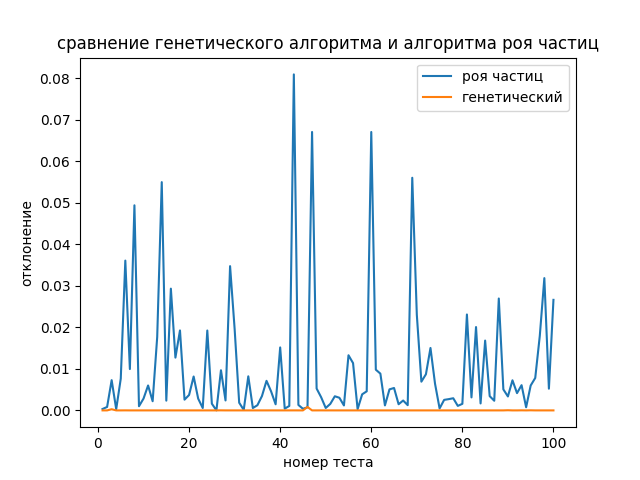 сравнение генетического алгоритма и алгоритма роя частиц
роя частиц
генетический
0.08
0.07
0.06
0.05
0.04
0.03
0.02
0.01
0.00
отклонение
0 20 40 60 80 100
номер теста